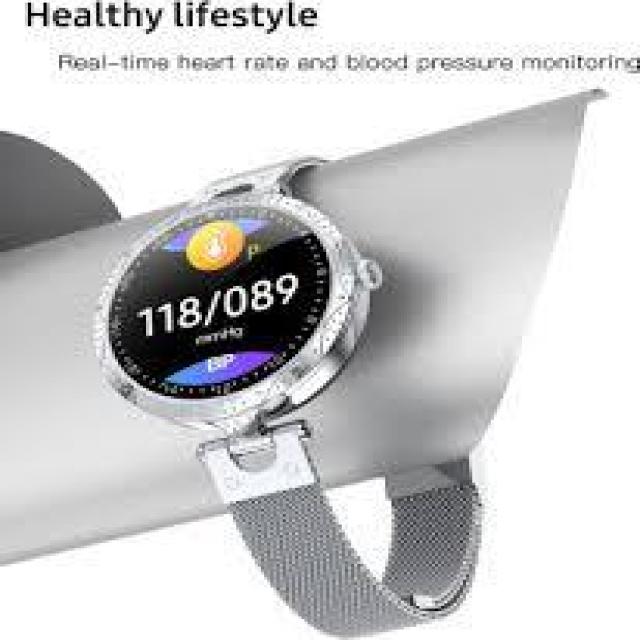 Healthy lifestyle
Real-time heart rate and blood pressure monitoring
118/089
mmHg
BP